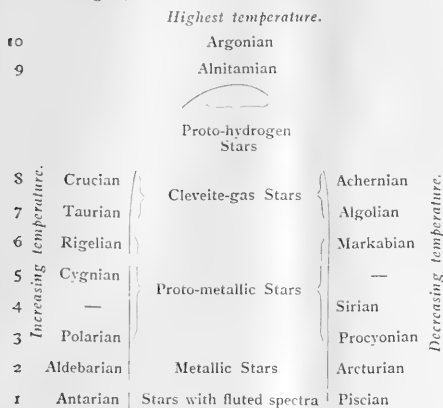 Highest temperature.
10 Argonian
9 Alnitamian
Proto-hydrogen
Stars
8 Crucian Cleveite-gas Stars Achernian
7 Taurian Algolian
6 Rigelian Markabian
5 Cygnian Proto-metallic Stars —
4 — Sirian
3 Polarian Procyonian
2 Aldebarian Metallic Stars Arcturian
1 Antarian Stars with fluted spectra Piscian
Increasing temperature.
Decreasing temperature.